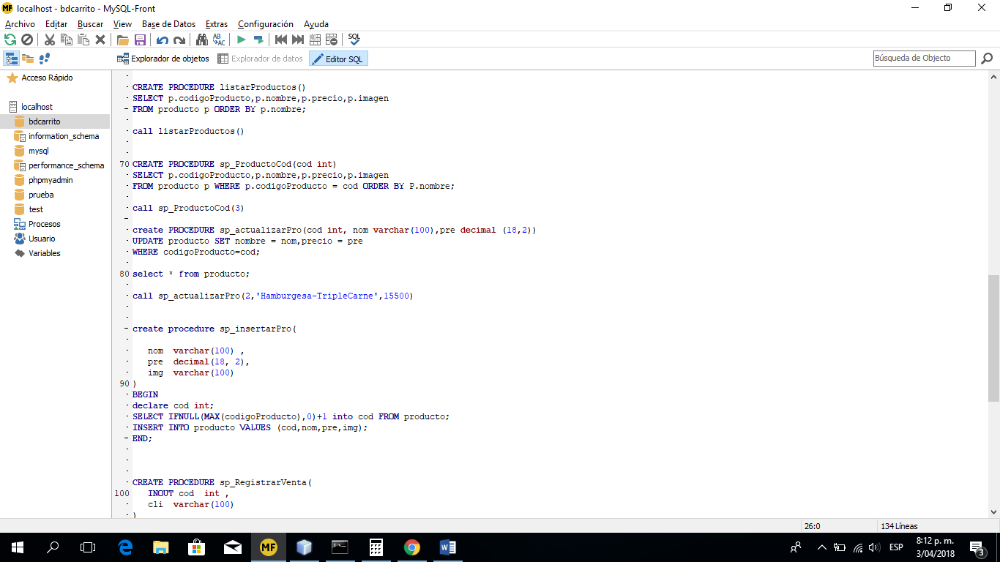 MF localhost - bdcarrito - MySQL-Front
Archivo Editar Buscar View Base de Datos Extras Configuración Ayuda
AB AC SQL
Explorador de objetos Explorador de datos Editor SQL Búsqueda de Objecto
Acceso Rápido
localhost
bdcarrito
information_schema
mysql
performance_schema
phpmyadmin
prueba
test
Procesos
Usuario
Variables
CREATE PROCEDURE listarProductos()
SELECT p.codigoProducto,p.nombre,p.precio,p.imagen
FROM producto p ORDER BY p.nombre;
call listarProductos()
70 CREATE PROCEDURE sp_ProductoCod(cod int)
SELECT p.codigoProducto,p.nombre,p.precio,p.imagen
FROM producto p WHERE p.codigoProducto = cod ORDER BY P.nombre;
call sp_ProductoCod(3)
create PROCEDURE sp_actualizarPro(cod int, nom varchar(100),pre decimal (18,2))
UPDATE producto SET nombre = nom,precio = pre
WHERE codigoProducto=cod;
80 select * from producto;
call sp_actualizarPro(2,'Hamburgesa-TripleCarne',15500)
create procedure sp_insertarPro(
nom varchar(100) ,
pre decimal(18, 2),
img varchar(100)
90 )
BEGIN
declare cod int;
SELECT IFNULL(MAX(codigoProducto),0)+1 into cod FROM producto;
INSERT INTO producto VALUES (cod,nom,pre,img);
END;
CREATE PROCEDURE sp_RegistrarVenta(
100 INOUT cod int ,
cli varchar(100)
)
26:0 134 Líneas
MF C:\. W ESP 8:12 p. m.
3/04/2018 3